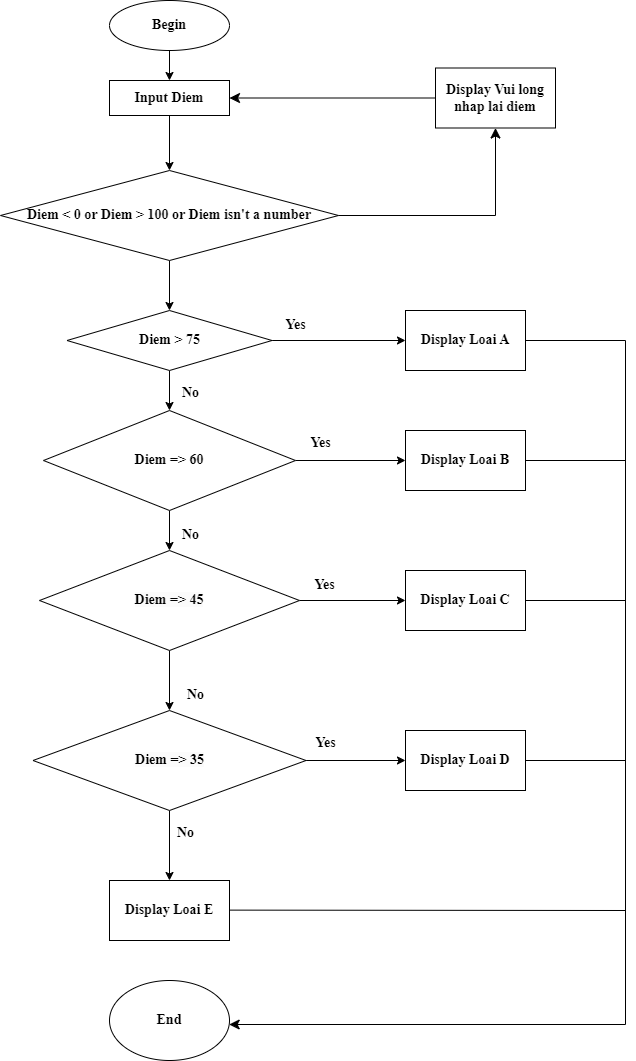 Begin
Input Diem
Display Vui long
nhap lai diem
Diem < 0 or Diem > 100 or Diem isn't a number
Diem > 75
Yes
Display Loai A
No
Diem => 60
Yes
Display Loai B
No
Diem => 45
Yes
Display Loai C
No
Diem => 35
Yes
Display Loai D
No
Display Loai E
End